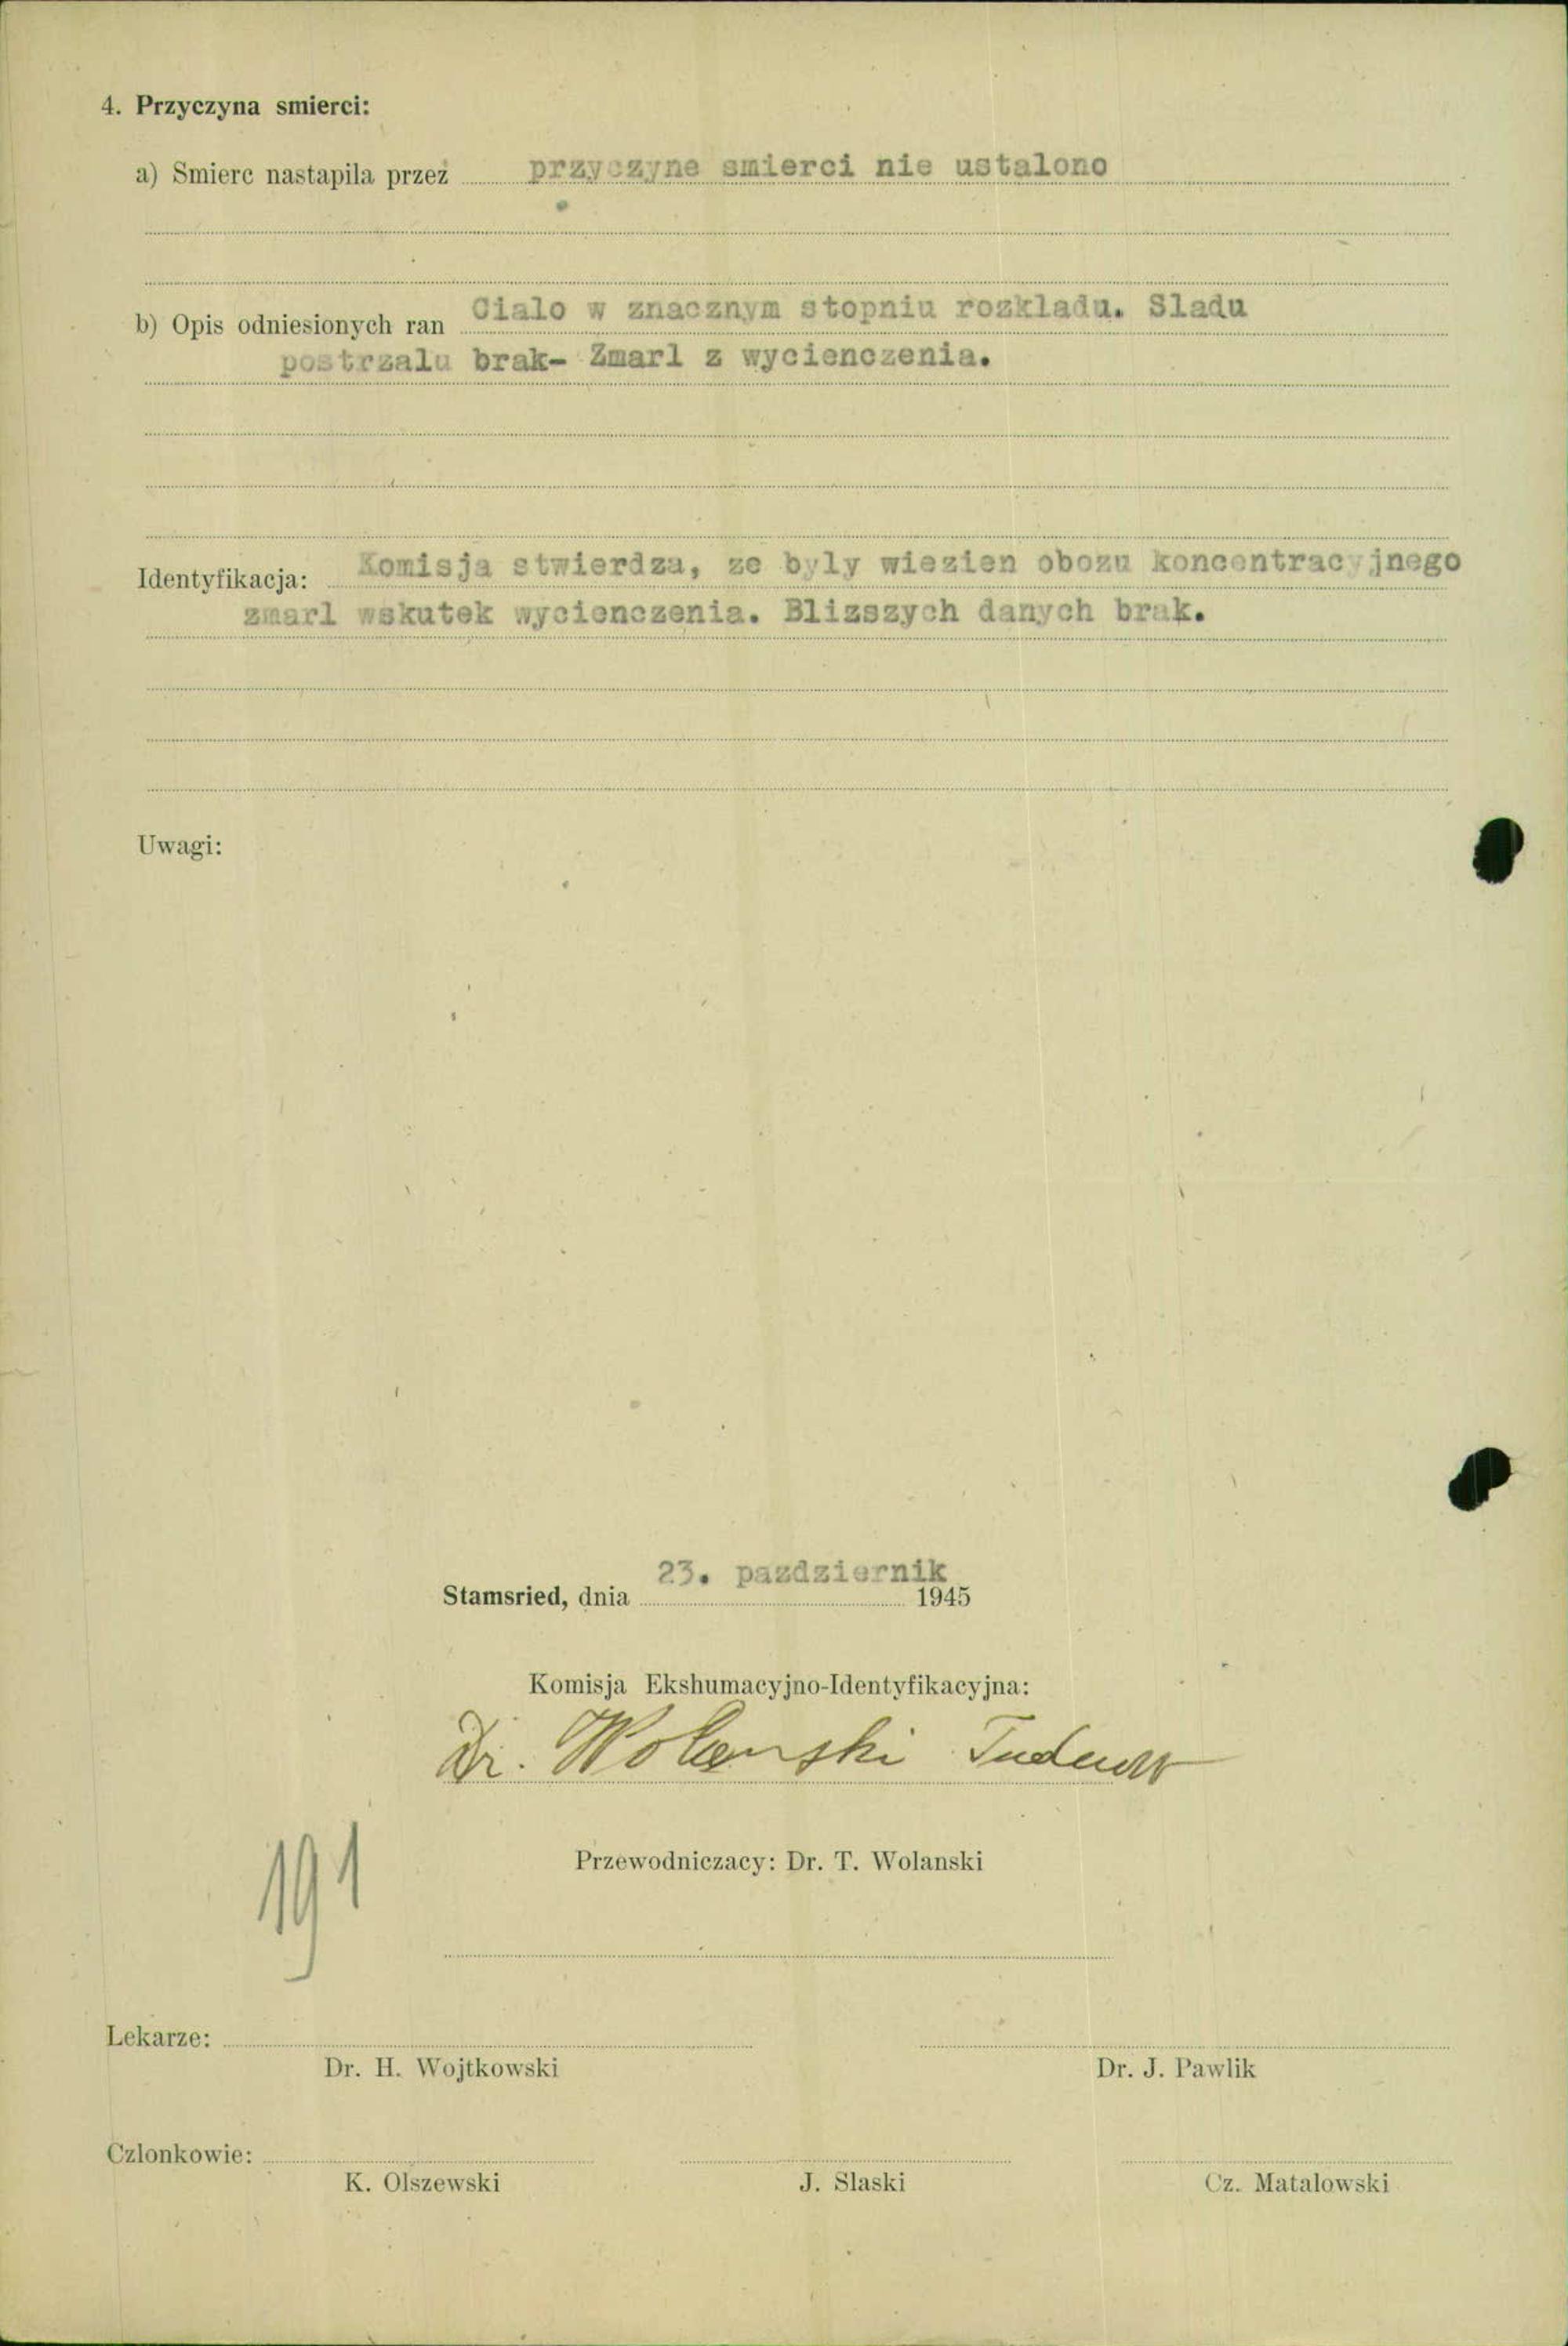 4. Przyczyna smierci:
a) Smierc nastapila przez przyczyne smierci nie ustalono
b) Opis odniesionych ran Cialo w znacznym stopniu rozkladu. Sladu
postrzalu brak- Zmarl z wycienczenia.
Identyfikacja: Komisja stwierdza, ze byly wiezien obozu koncentracyjnego
zmarl wskutek wycienczenia. Blizszych danych brak.
Uwagi:
Stamsried, dnia 23. pazdziernik 1945
Komisja Ekshumacyjno-Identyfikacyjna:
Dr. Wolanski Tadeusz
Przewodniczacy: Dr. T. Wolanski
191
Lekarze:
Dr. H. Wojtkowski Dr. J. Pawlik
Czlonkowie:
K. Olszewski J. Slaski Cz. Matalowski